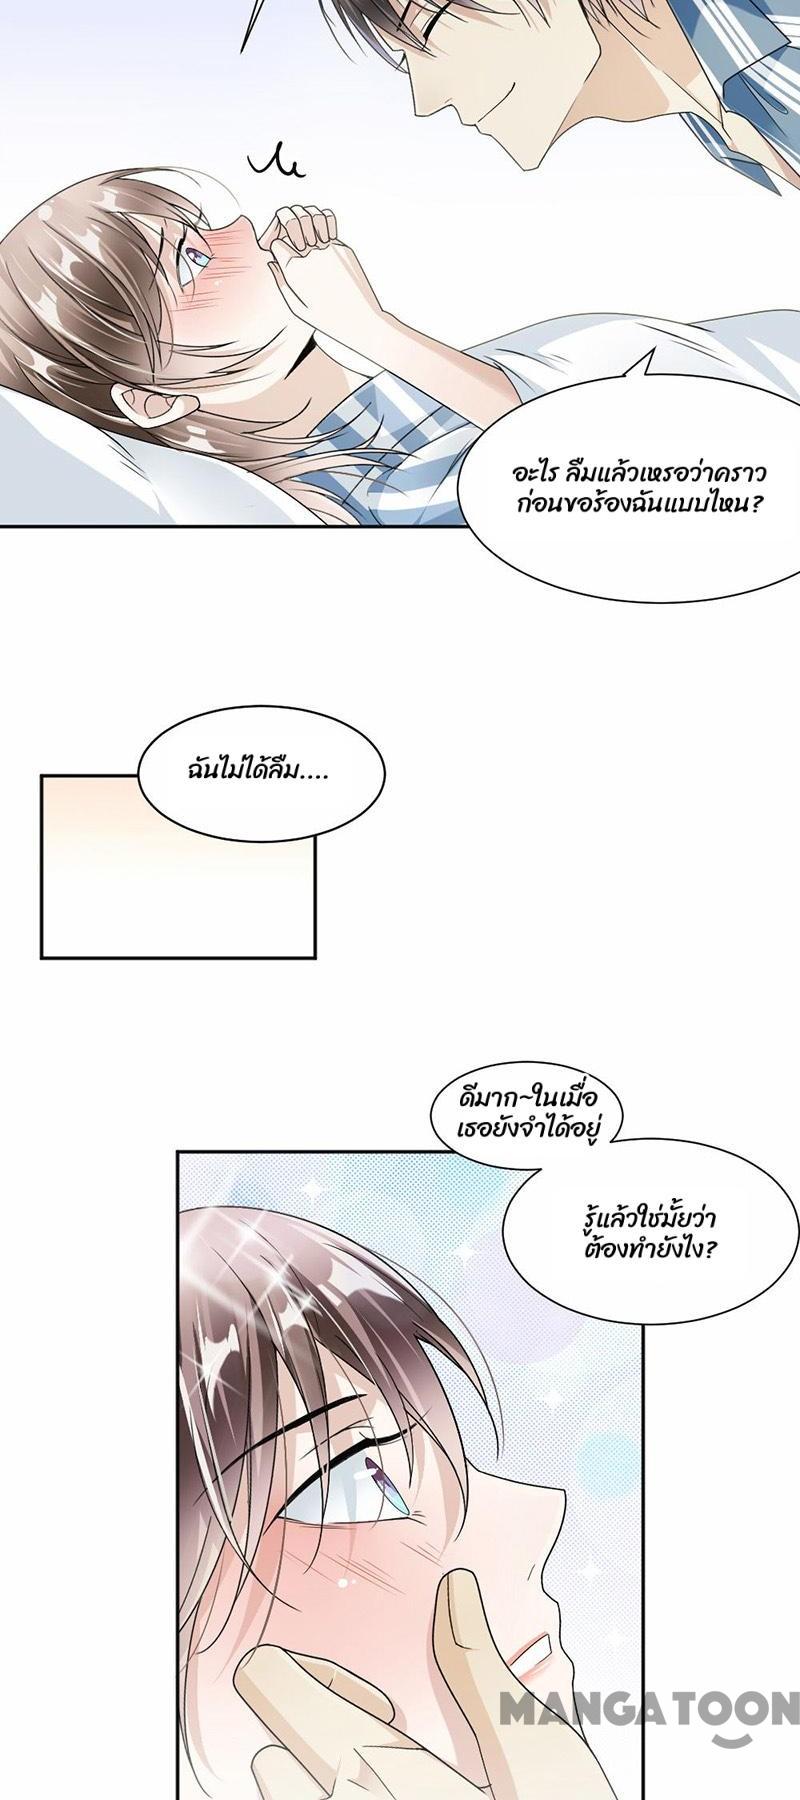 อะไร ลืมแล้วเหรอว่าคราว
ก่อนขอร้องฉันแบบไหน?
ฉันไม่ได้ลืม....
ดีมาก~ในเมื่อ
เธอยังจำได้อยู่
รู้แล้วใช่มั้ยว่า
ต้องทำยังไง?
MANGATOON